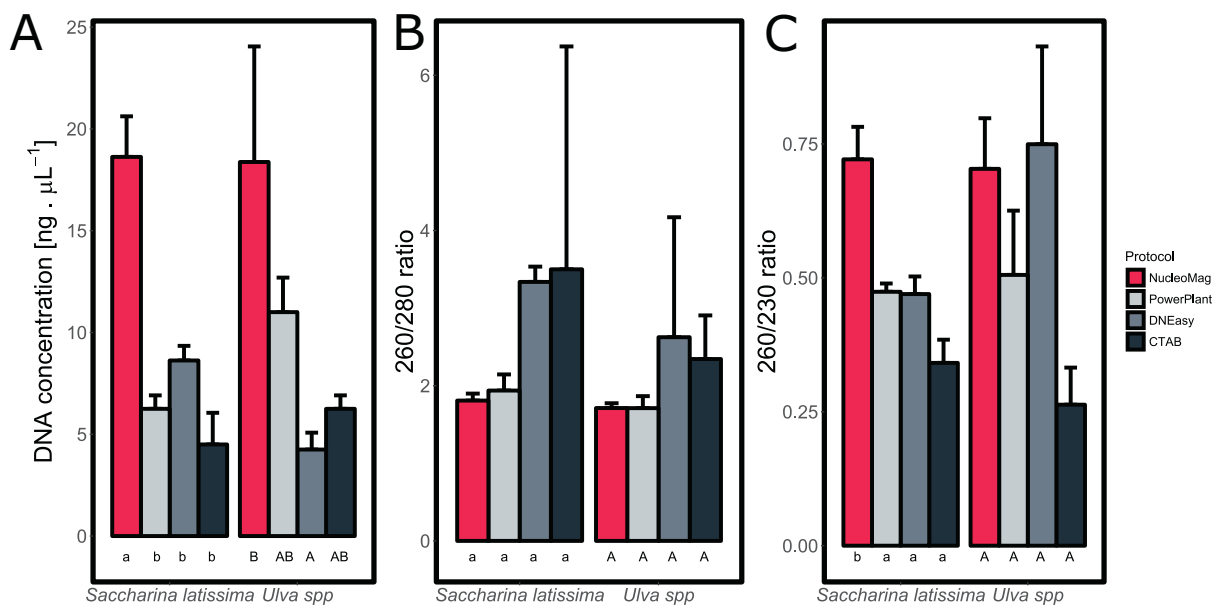 A
DNA concentration [ng . µL⁻¹]
25
20
15
10
5
0
a b b b B AB A AB
Saccharina latissima Ulva spp
B
260/280 ratio
6
4
2
0
a a a a A A A A
Saccharina latissima Ulva spp
C
260/230 ratio
0.75
0.50
0.25
0.00
b a a a A A A A
Saccharina latissima Ulva spp
Protocol
NucleoMag
PowerPlant
DNEasy
CTAB